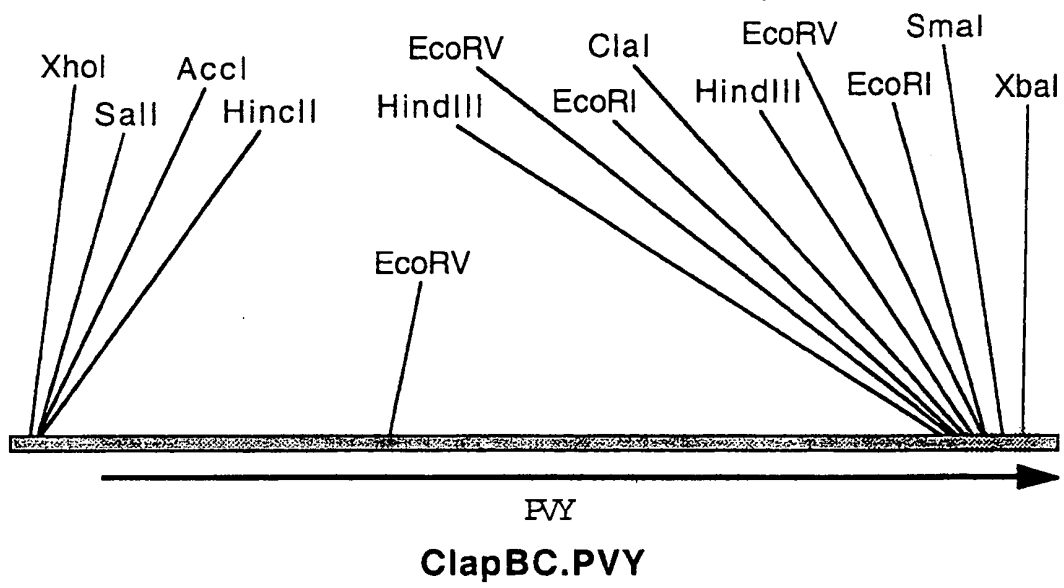 XhoI
SalI
AccI
HincII
EcoRV
HindIII
EcoRI
ClaI
HindIII
EcoRV
EcoRI
SmaI
XbaI
EcoRV
PVY
ClapBC.PVY